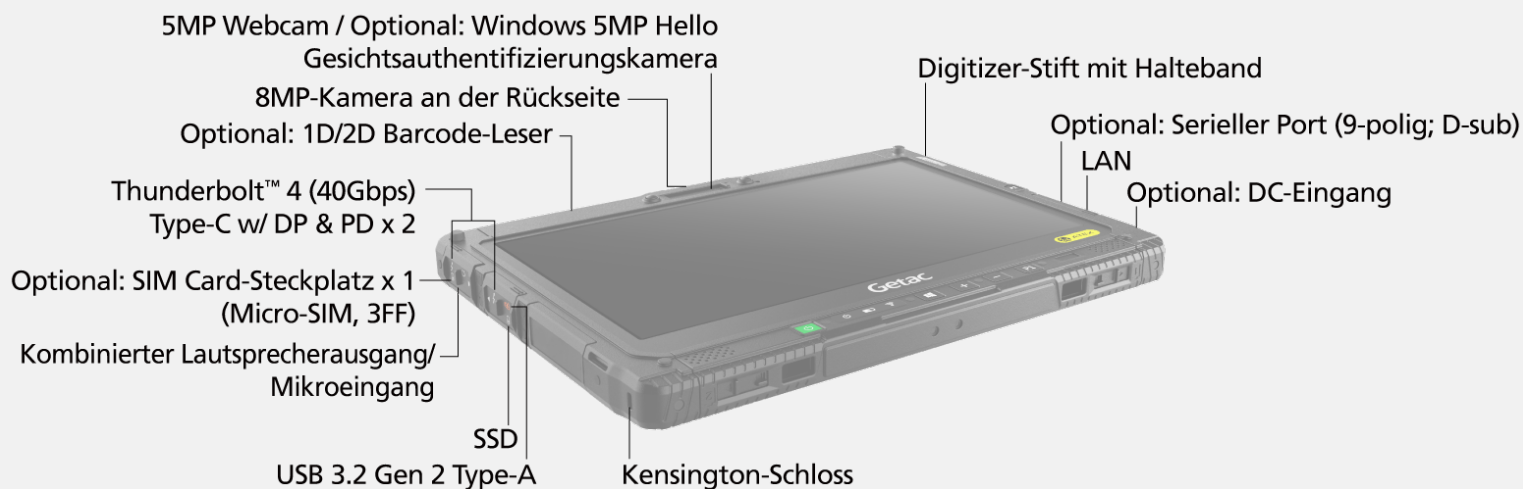 5MP Webcam / Optional: Windows 5MP Hello
Gesichtsauthentifizierungskamera
8MP-Kamera an der Rückseite
Optional: 1D/2D Barcode-Leser
Thunderbolt™ 4 (40Gbps)
Type-C w/ DP & PD x 2
Optional: SIM Card-Steckplatz x 1
(Micro-SIM, 3FF)
Kombinierter Lautsprecherausgang/
Mikroeingang
SSD
USB 3.2 Gen 2 Type-A
Kensington-Schloss
Digitizer-Stift mit Halteband
Optional: Serieller Port (9-polig; D-sub)
LAN
Optional: DC-Eingang
ATEX
Getac
P1